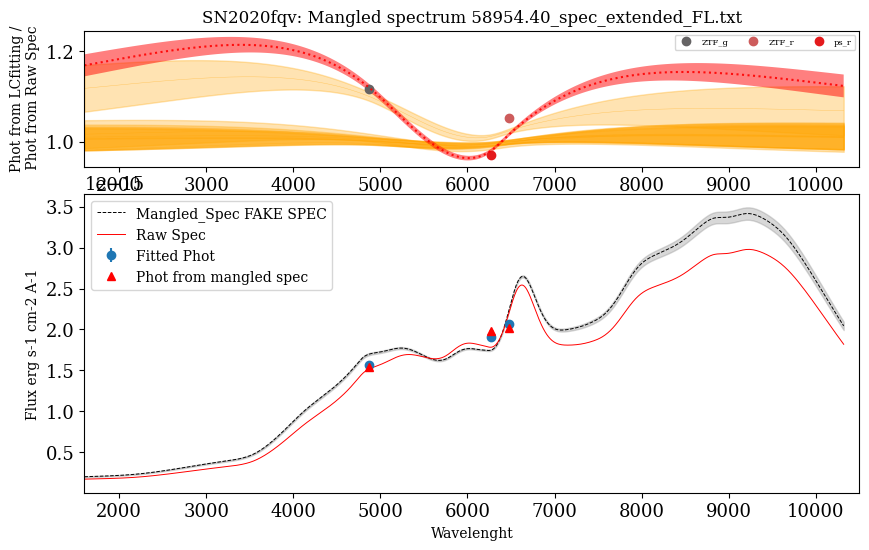 SN2020fqv: Mangled spectrum 58954.40_spec_extended_FL.txt
Phot from LCfitting /
Phot from Raw Spec
1.2
1.0
ZTF_g ZTF_r ps_r
2000 3000 4000 5000 6000 7000 8000 9000 10000
1e−15
Flux erg s-1 cm-2 A-1
3.5
3.0
2.5
2.0
1.5
1.0
0.5
Mangled_Spec FAKE SPEC
Raw Spec
Fitted Phot
Phot from mangled spec
2000 3000 4000 5000 6000 7000 8000 9000 10000
Wavelenght